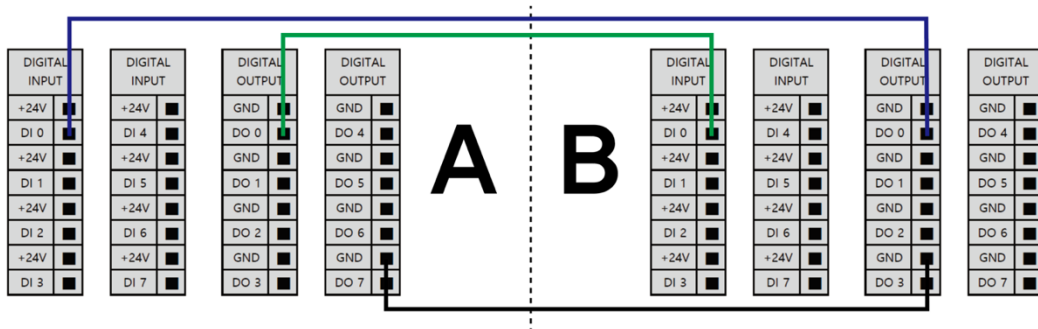 DIGITAL
INPUT
+24V
DI 0
+24V
DI 1
+24V
DI 2
+24V
DI 3
DIGITAL
INPUT
+24V
DI 4
+24V
DI 5
+24V
DI 6
+24V
DI 7
DIGITAL
OUTPUT
GND
DO 0
GND
DO 1
GND
DO 2
GND
DO 3
DIGITAL
OUTPUT
GND
DO 4
GND
DO 5
GND
DO 6
GND
DO 7
A
B
DIGITAL
INPUT
+24V
DI 0
+24V
DI 1
+24V
DI 2
+24V
DI 3
DIGITAL
INPUT
+24V
DI 4
+24V
DI 5
+24V
DI 6
+24V
DI 7
DIGITAL
OUTPUT
GND
DO 0
GND
DO 1
GND
DO 2
GND
DO 3
DIGITAL
OUTPUT
GND
DO 4
GND
DO 5
GND
DO 6
GND
DO 7